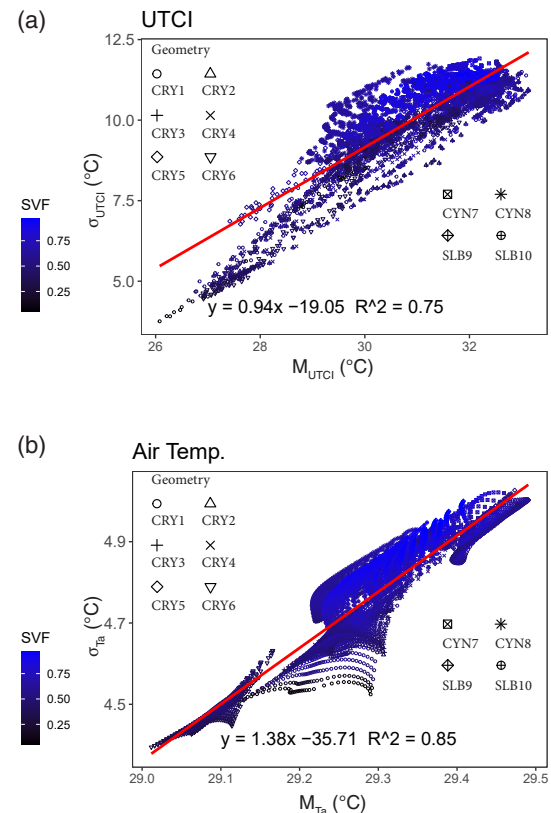 (a)
UTCI
12.5
10.0
7.5
5.0
σUTCI (°C)
Geometry
CRY1 CRY2
CRY3 CRY4
CRY5 CRY6
CYN7 CYN8
SLB9 SLB10
SVF
0.75
0.50
0.25
y = 0.94x −19.05 R^2 = 0.75
26 28 30 32
MUTCI (°C)
(b)
Air Temp.
4.9
4.7
4.5
σTa (°C)
Geometry
CRY1 CRY2
CRY3 CRY4
CRY5 CRY6
CYN7 CYN8
SLB9 SLB10
SVF
0.75
0.50
0.25
y = 1.38x −35.71 R^2 = 0.85
29.0 29.1 29.2 29.3 29.4 29.5
MTa (°C)